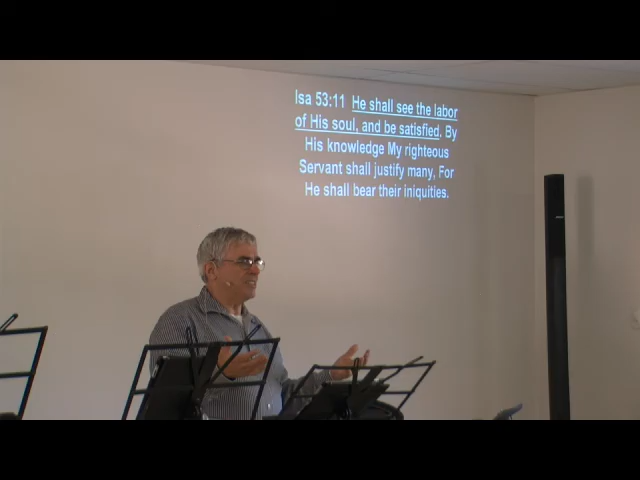 Isa 53:11 He shall see the labor
of His soul, and be satisfied. By
His knowledge My righteous
Servant shall justify many, For
He shall bear their iniquities.